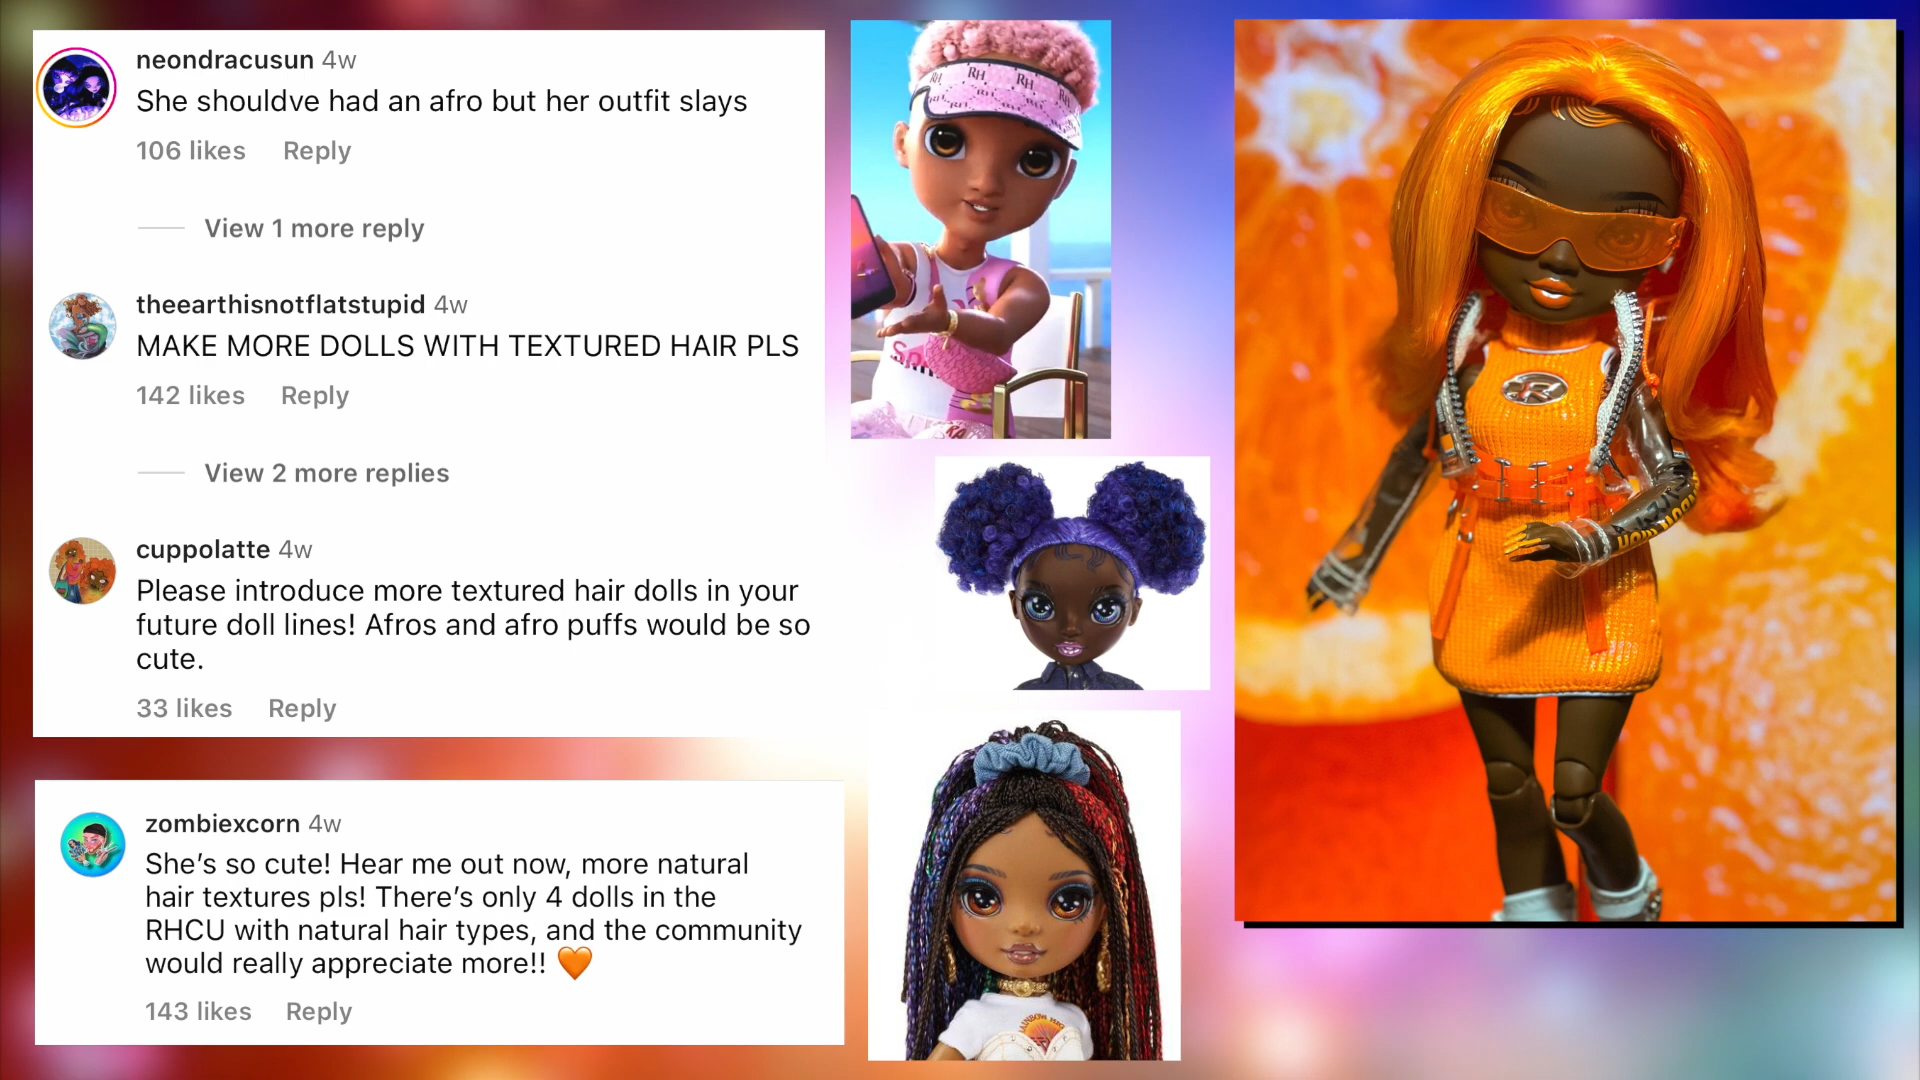 neondracusun 4w
She shouldve had an afro but her outfit slays
106 likes Reply
View 1 more reply
theearthisnotflatstupid 4w
MAKE MORE DOLLS WITH TEXTURED HAIR PLS
142 likes Reply
View 2 more replies
cuppolatte 4w
Please introduce more textured hair dolls in your
future doll lines! Afros and afro puffs would be so
cute.
33 likes Reply
zombiexcorn 4w
She’s so cute! Hear me out now, more natural
hair textures pls! There’s only 4 dolls in the
RHCU with natural hair types, and the community
would really appreciate more!! 🧡
143 likes Reply
RH RH RH
RAINBOW
R